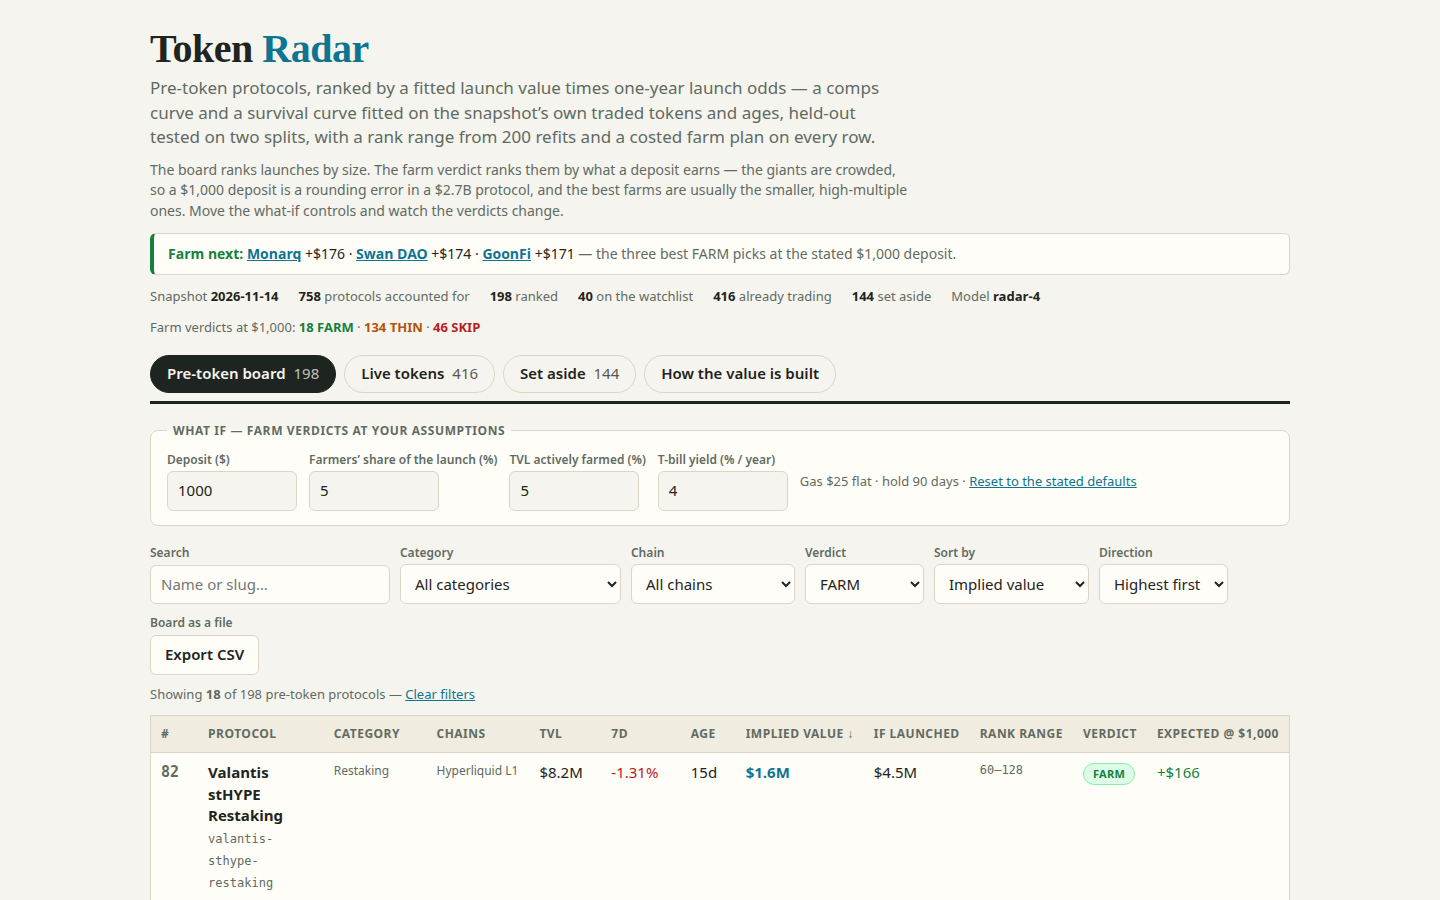 Token Radar
Pre-token protocols, ranked by a fitted launch value times one-year launch odds — a comps
curve and a survival curve fitted on the snapshot's own traded tokens and ages, held-out
tested on two splits, with a rank range from 200 refits and a costed farm plan on every row.
The board ranks launches by size. The farm verdict ranks them by what a deposit earns — the giants are crowded,
so a $1,000 deposit is a rounding error in a $2.7B protocol, and the best farms are usually the smaller, high-multiple
ones. Move the what-if controls and watch the verdicts change.
Farm next: Monarq +$176 · Swan DAO +$174 · GoonFi +$171 — the three best FARM picks at the stated $1,000 deposit.
Snapshot 2026-11-14 758 protocols accounted for 198 ranked 40 on the watchlist 416 already trading 144 set aside Model radar-4
Farm verdicts at $1,000: 18 FARM · 134 THIN · 46 SKIP
Pre-token board 198 Live tokens 416 Set aside 144 How the value is built
WHAT IF — FARM VERDICTS AT YOUR ASSUMPTIONS
Deposit ($) Farmers' share of the launch (%) TVL actively farmed (%) T-bill yield (% / year)
1000 5 5 4 Gas $25 flat · hold 90 days · Reset to the stated defaults
Search Category Chain Verdict Sort by Direction
Name or slug... All categories All chains FARM Implied value Highest first
Board as a file
Export CSV
Showing 18 of 198 pre-token protocols — Clear filters
# PROTOCOL CATEGORY CHAINS TVL 7D AGE IMPLIED VALUE ↓ IF LAUNCHED RANK RANGE VERDICT EXPECTED @ $1,000
82 Valantis Restaking Hyperliquid L1 $8.2M -1.31% 15d $1.6M $4.5M 60–128 FARM +$166
stHYPE
Restaking
valantis-
sthype-
restaking